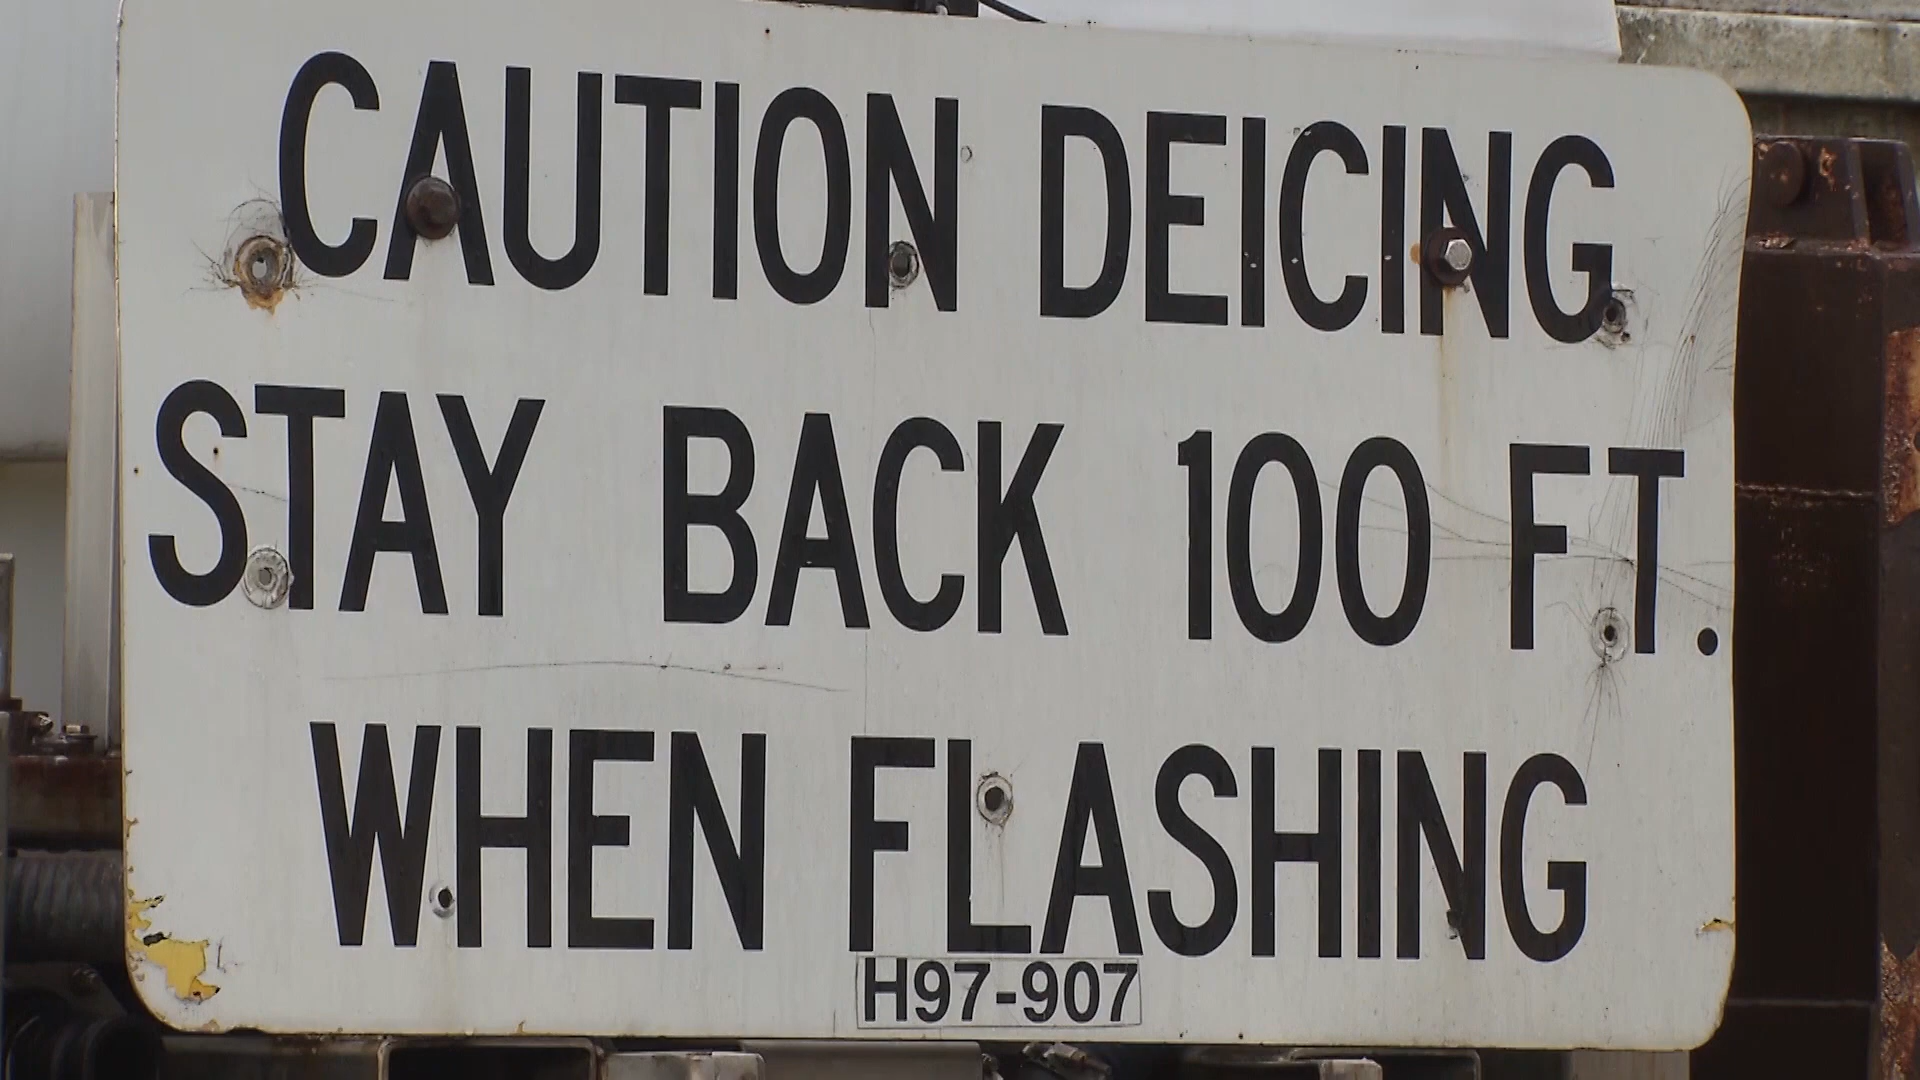 CAUTION DEICING
STAY BACK 100 FT.
WHEN FLASHING
H97-907